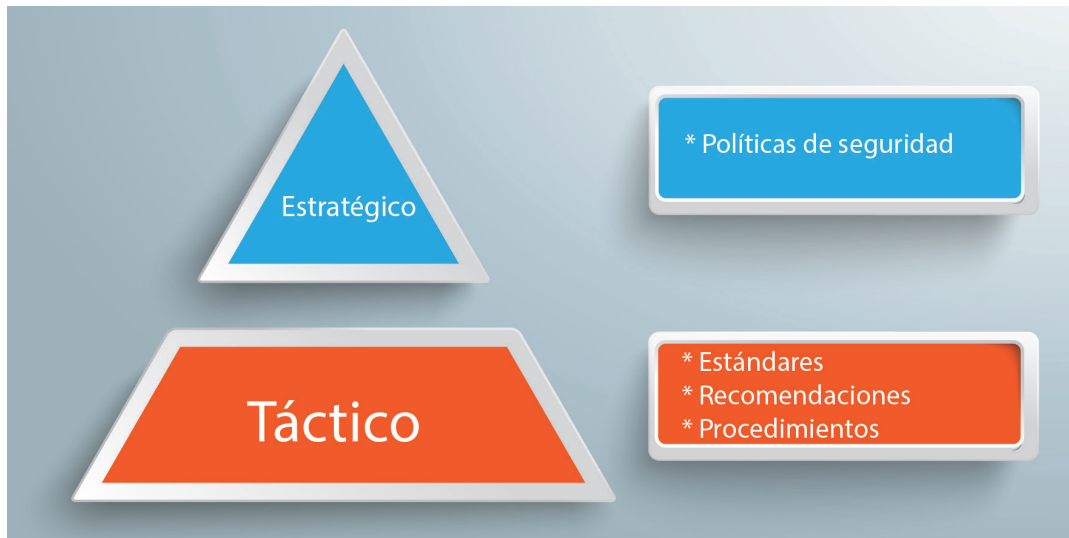 Estratégico
* Políticas de seguridad
Táctico
* Estándares
* Recomendaciones
* Procedimientos